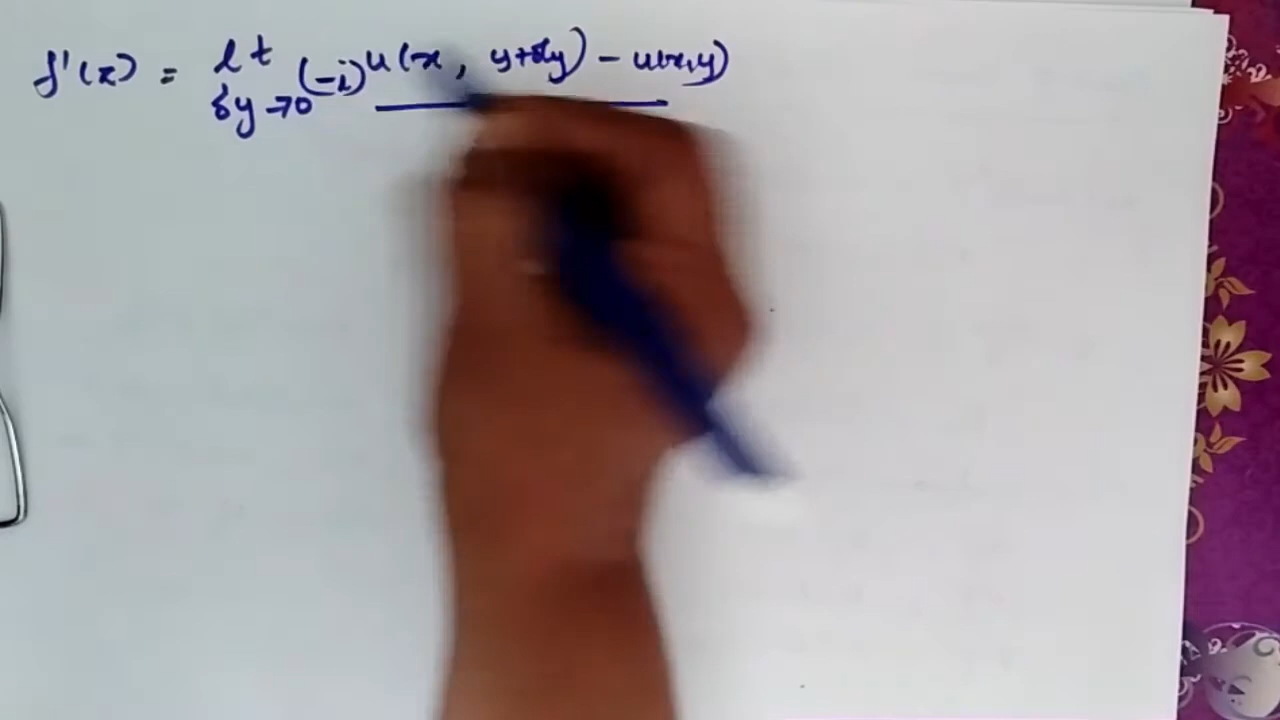 f'(z) = lt (-i) u(x, y+δy) - u(x,y)
δy→0